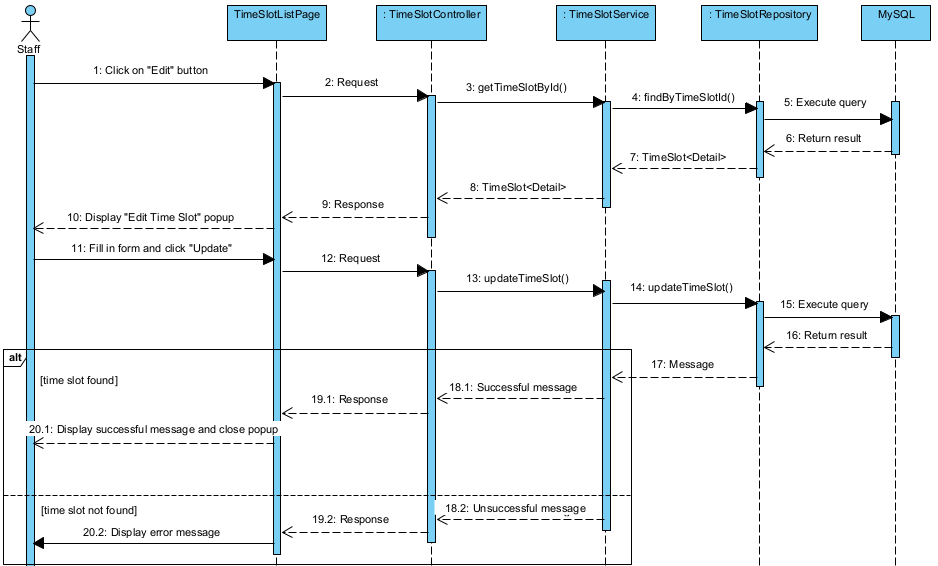 TimeSlotListPage
: TimeSlotController
: TimeSlotService
: TimeSlotRepository
MySQL
Staff
1: Click on "Edit" button
2: Request
3: getTimeSlotById()
4: findByTimeSlotId()
5: Execute query
6: Return result
7: TimeSlot<Detail>
8: TimeSlot<Detail>
9: Response
10: Display "Edit Time Slot" popup
11: Fill in form and click "Update"
12: Request
13: updateTimeSlot()
14: updateTimeSlot()
15: Execute query
16: Return result
alt
17: Message
[time slot found]
18.1: Successful message
19.1: Response
20.1: Display successful message and close popup
[time slot not found]
18.2: Unsuccessful message
19.2: Response
20.2: Display error message